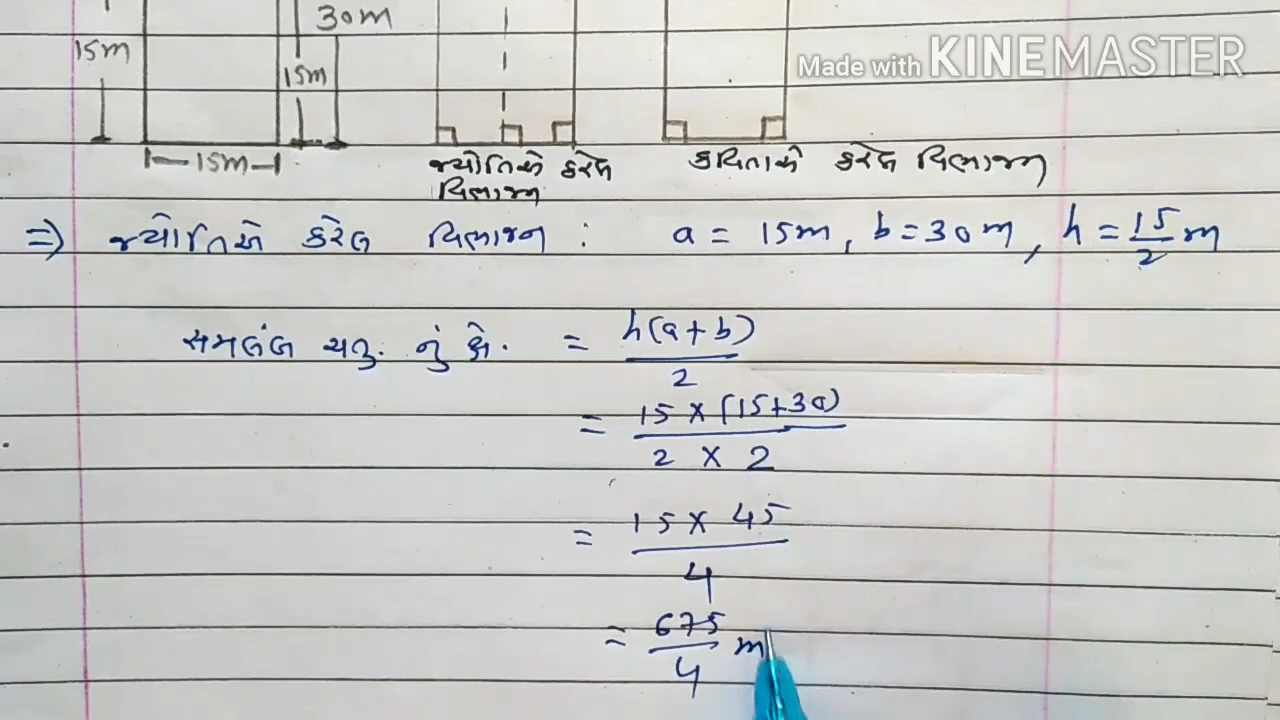 30m
15m
15m
Made with KINEMASTER
15m
જ્યોતિએ કરેલ
વિભાજન
કવિતાએ કરેલ વિભાજન
⇒ જ્યોતિએ કરેલ વિભાજન : a = 15m, b = 30m, h = 15/2 m
સમલંબ ચતુ. નું ક્ષે. = h(a+b)/2
= 15 × (15+30)/2 × 2
= 15 × 45/4
= 675/4 m